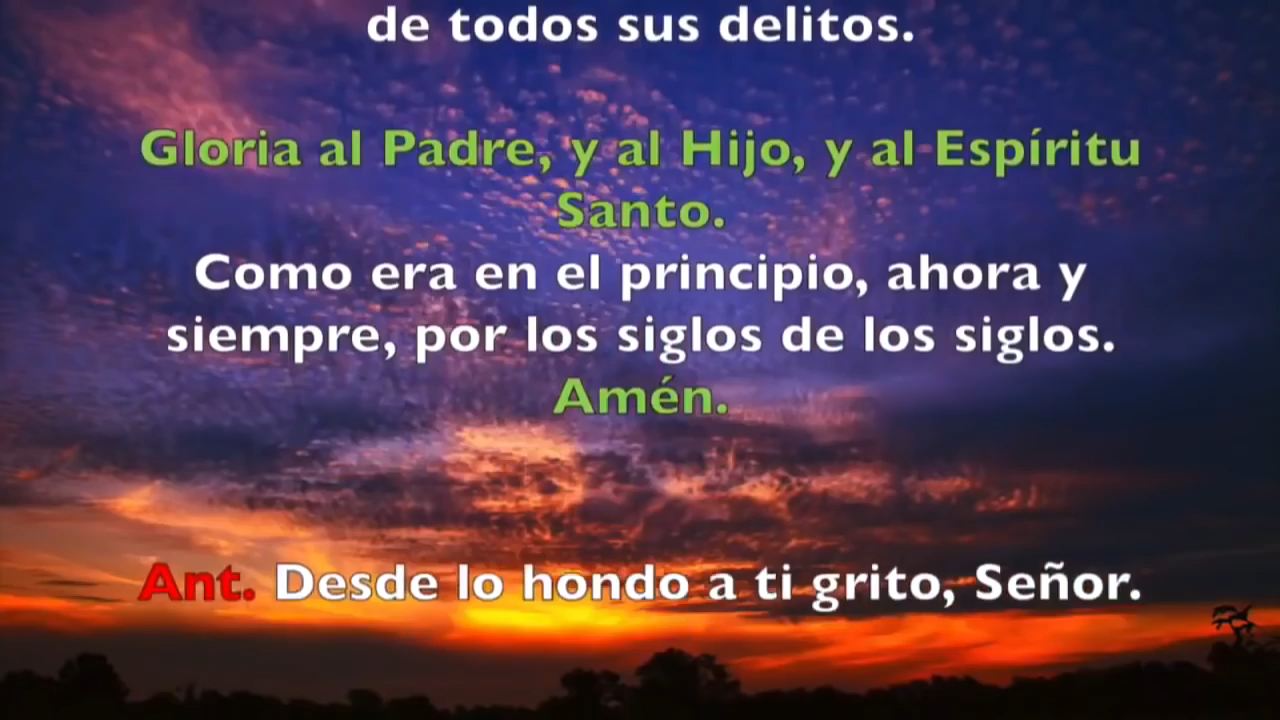 de todos sus delitos.
Gloria al Padre, y al Hijo, y al Espíritu
Santo.
Como era en el principio, ahora y
siempre, por los siglos de los siglos.
Amén.
Ant. Desde lo hondo a ti grito, Señor.